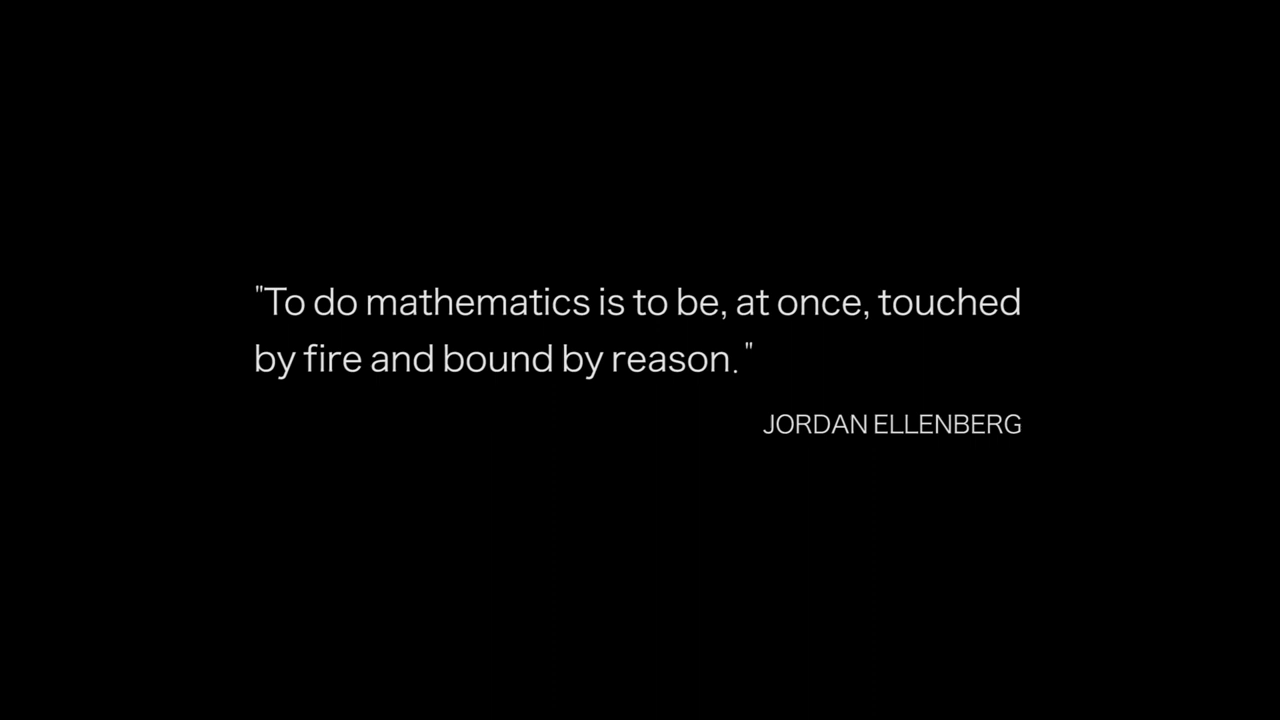 "To do mathematics is to be, at once, touched
by fire and bound by reason."
JORDAN ELLENBERG